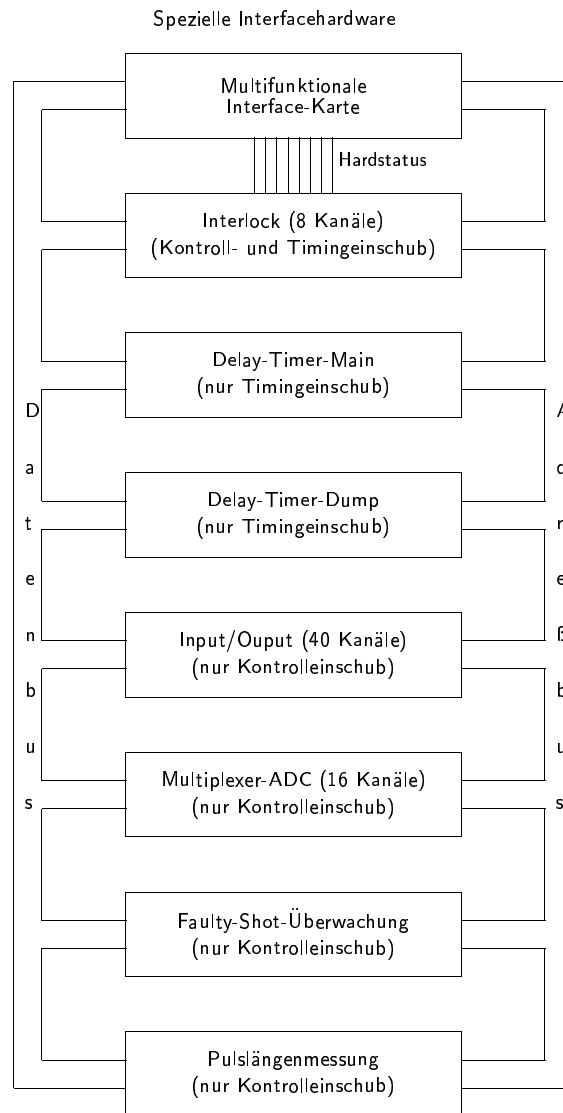 Spezielle Interfacehardware
Multifunktionale
Interface-Karte
Hardstatus
Interlock (8 Kanäle)
(Kontroll- und Timingeinschub)
Delay-Timer-Main
(nur Timingeinschub)
Delay-Timer-Dump
(nur Timingeinschub)
Input/Ouput (40 Kanäle)
(nur Kontrolleinschub)
Multiplexer-ADC (16 Kanäle)
(nur Kontrolleinschub)
Faulty-Shot-Überwachung
(nur Kontrolleinschub)
Pulslängenmessung
(nur Kontrolleinschub)
Datenbus
Adreßbus